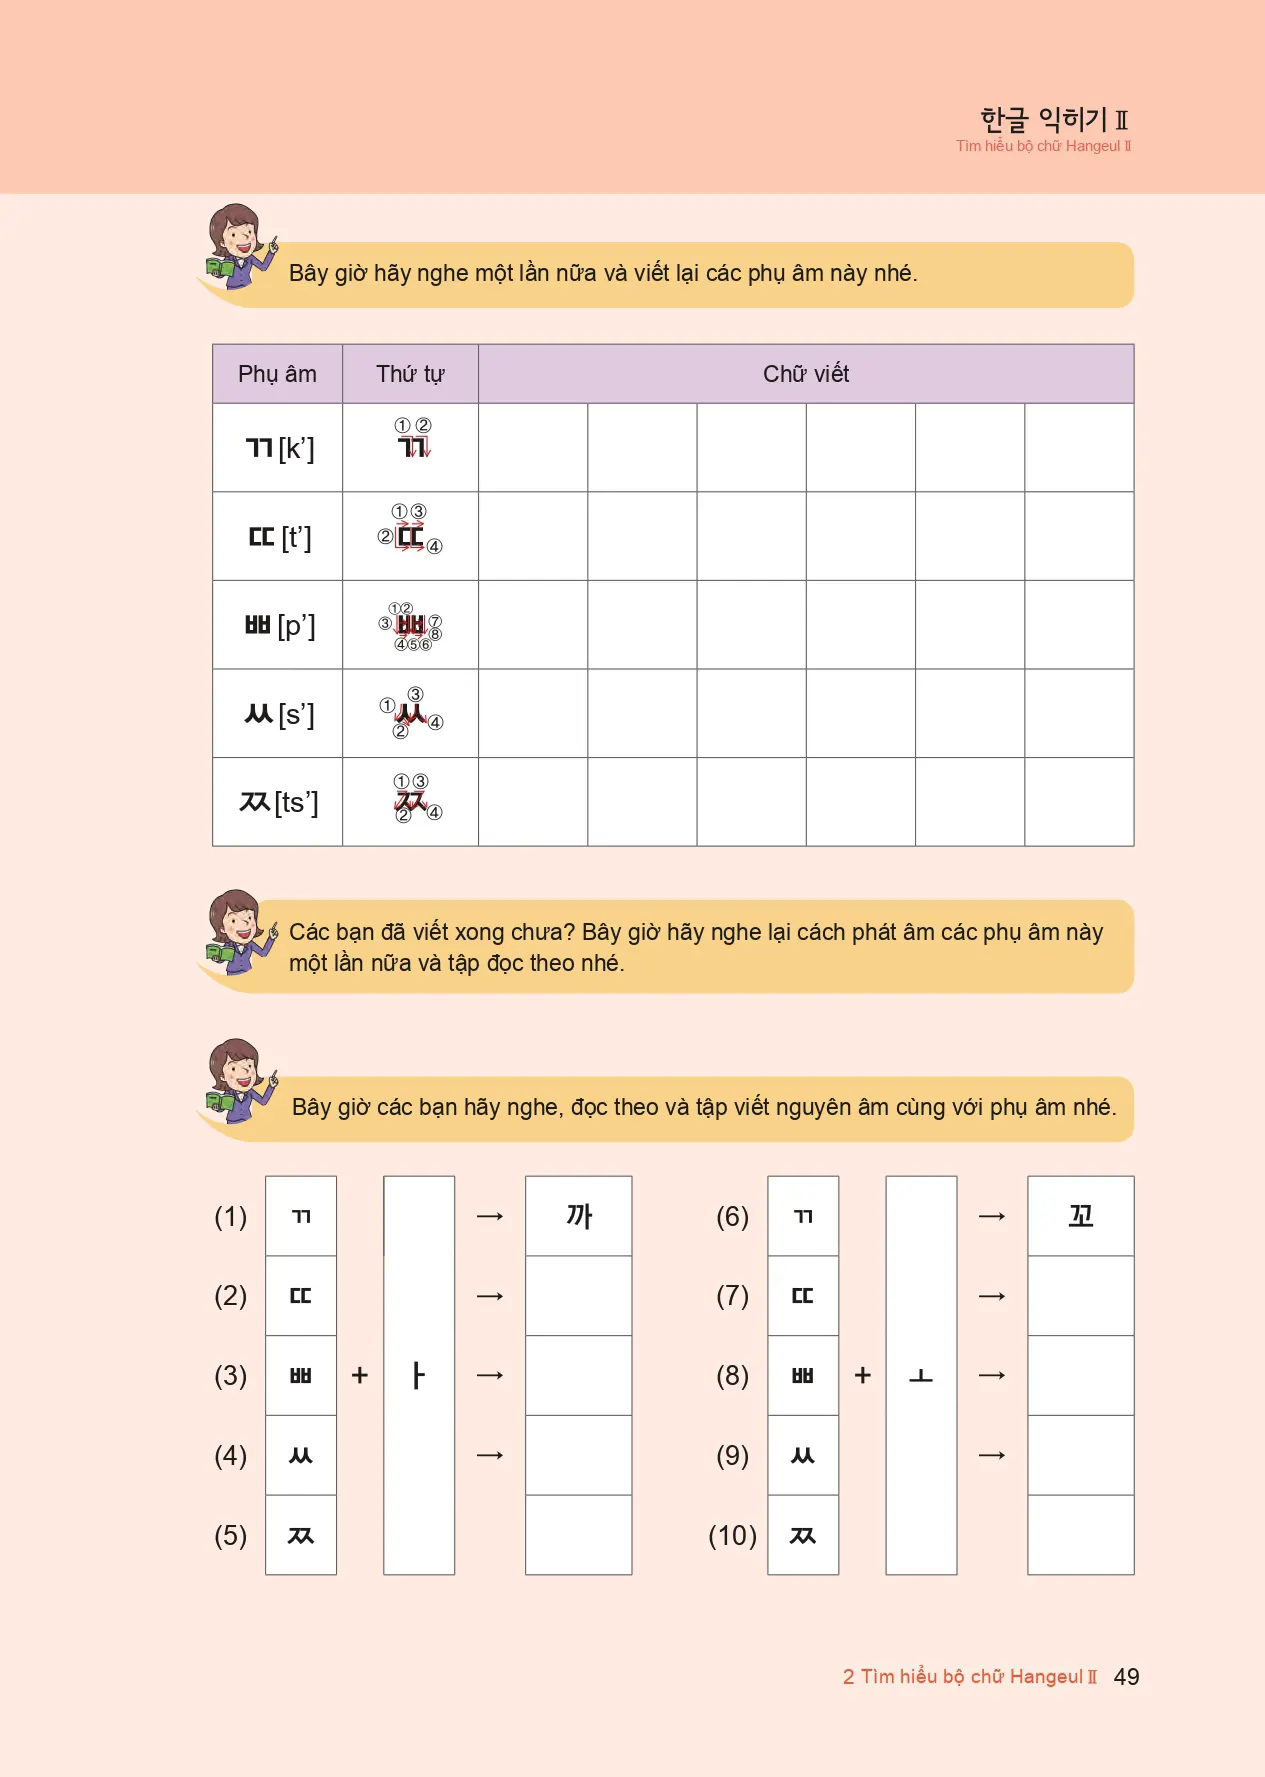 한글 익히기 Ⅱ
Tìm hiểu bộ chữ Hangeul Ⅱ
Bây giờ hãy nghe một lần nữa và viết lại các phụ âm này nhé.
Phụ âm Thứ tự Chữ viết
ㄲ[k’] ①② ㄲ
ㄸ[t’] ①③ ② ㄸ ④
ㅃ[p’] ①② ③ ㅃ ⑦ ⑧ ④⑤⑥
ㅆ[s’] ③ ① ㅆ ④ ②
ㅉ[ts’] ①③ ㅉ ② ④
Các bạn đã viết xong chưa? Bây giờ hãy nghe lại cách phát âm các phụ âm này
một lần nữa và tập đọc theo nhé.
Bây giờ các bạn hãy nghe, đọc theo và tập viết nguyên âm cùng với phụ âm nhé.
(1) ㄲ → 까
(2) ㄸ →
(3) ㅃ + ㅏ →
(4) ㅆ →
(5) ㅉ
(6) ㄲ → 꼬
(7) ㄸ →
(8) ㅃ + ㅗ →
(9) ㅆ →
(10) ㅉ
2 Tìm hiểu bộ chữ Hangeul Ⅱ 49